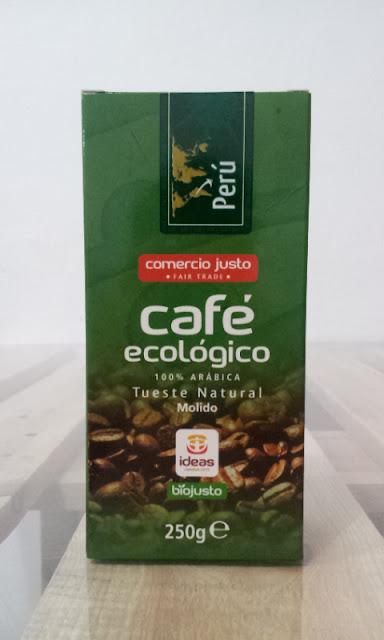 Perú
comercio justo
• FAIR TRADE •
café
ecológico
100% ARÁBICA
Tueste Natural
Molido
ideas
biojusto
250g ℮